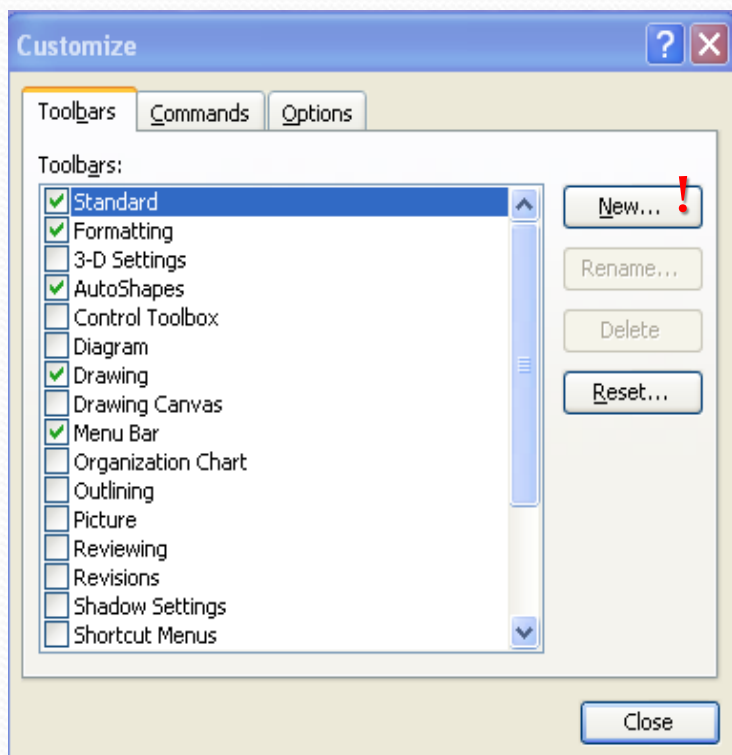 Customize
Toolbars Commands Options
Toolbars:
Standard
Formatting
3-D Settings
AutoShapes
Control Toolbox
Diagram
Drawing
Drawing Canvas
Menu Bar
Organization Chart
Outlining
Picture
Reviewing
Revisions
Shadow Settings
Shortcut Menus
New... !
Rename...
Delete
Reset...
Close